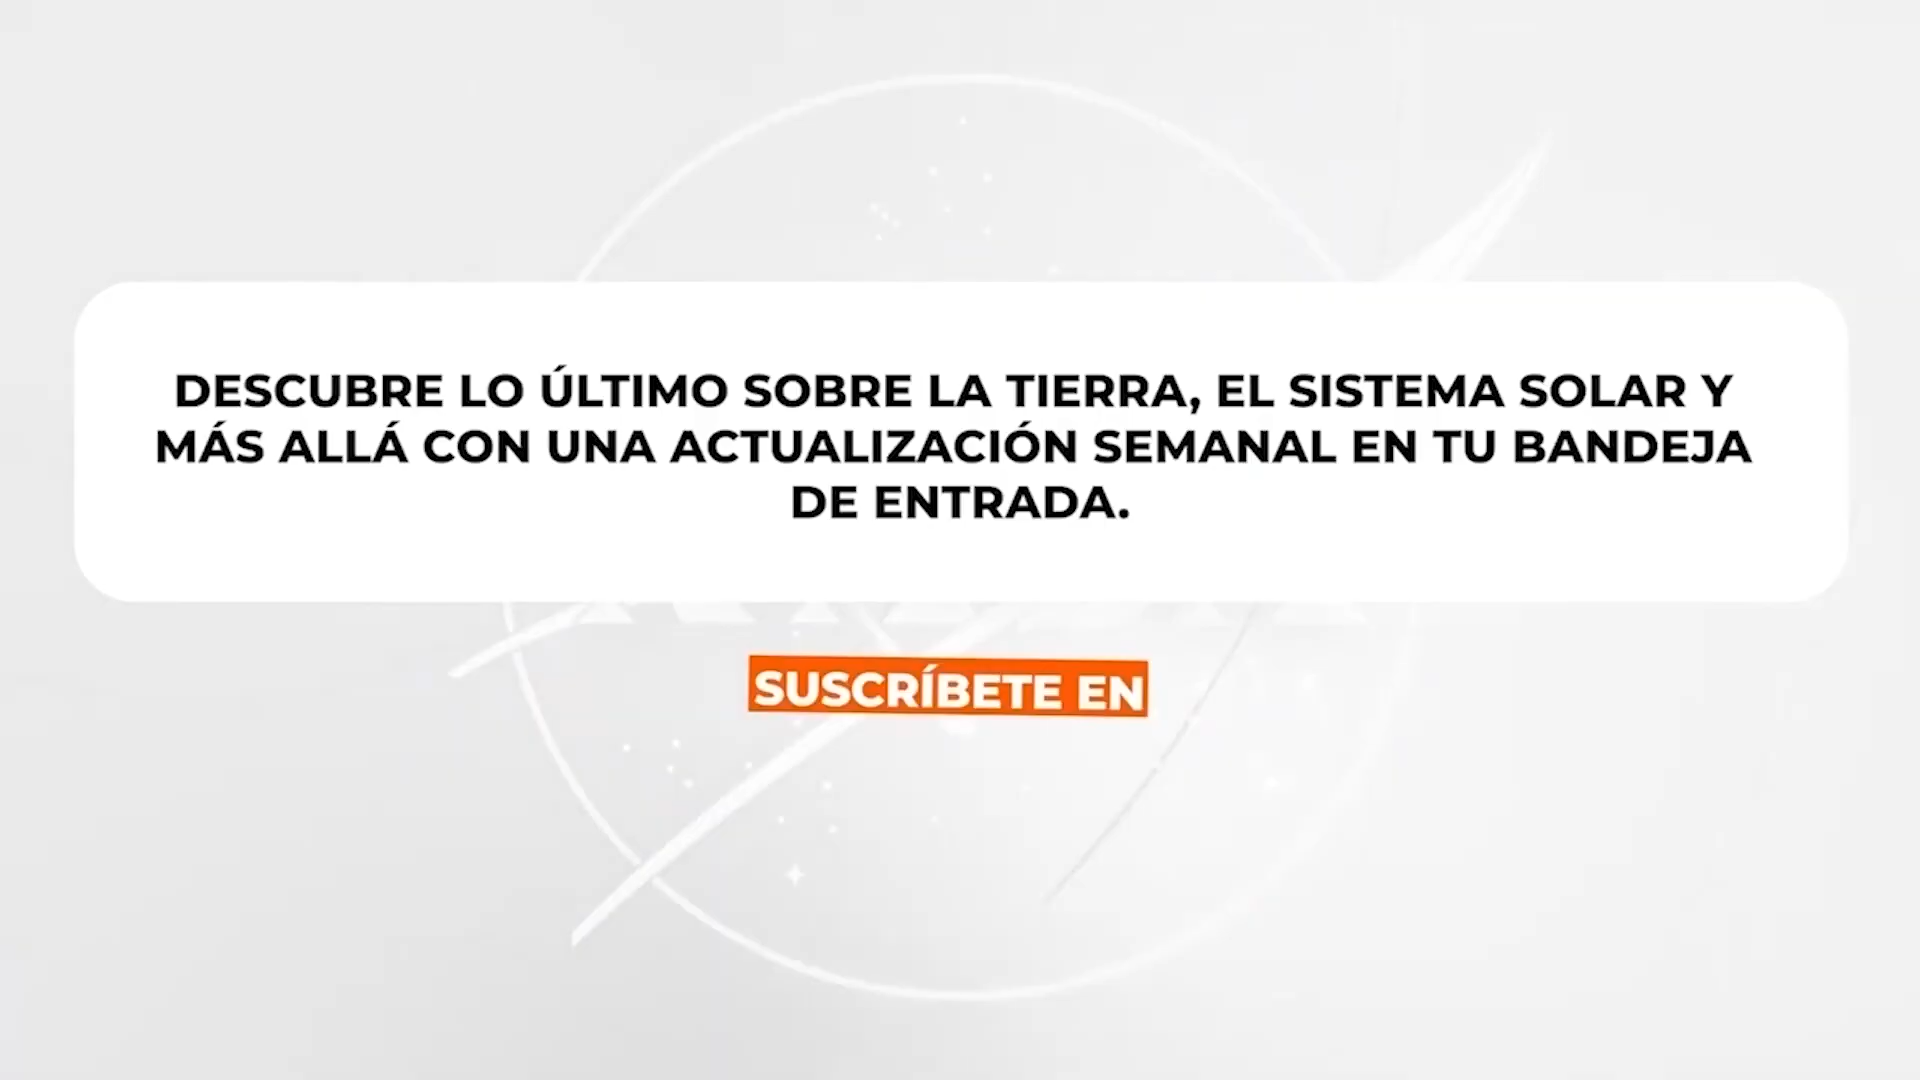 DESCUBRE LO ÚLTIMO SOBRE LA TIERRA, EL SISTEMA SOLAR Y
MÁS ALLÁ CON UNA ACTUALIZACIÓN SEMANAL EN TU BANDEJA
DE ENTRADA.
SUSCRÍBETE EN